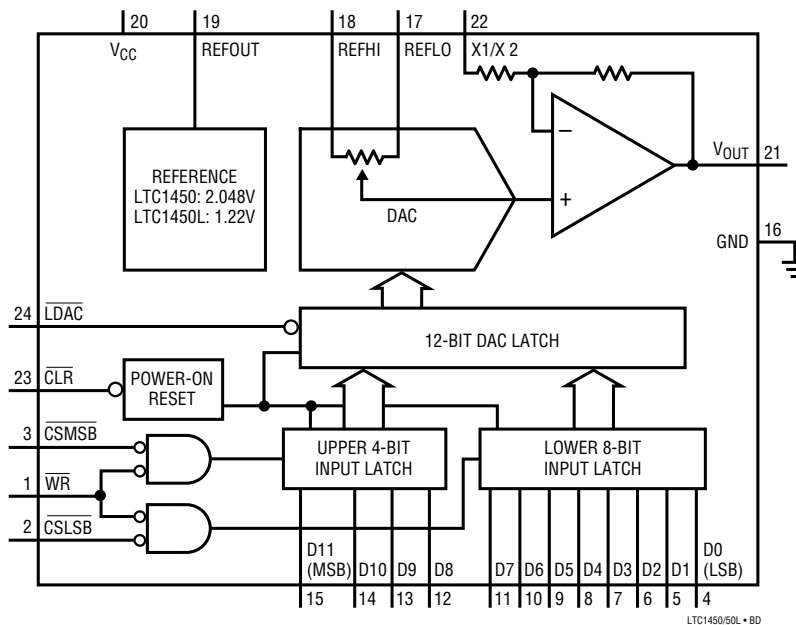 20 19 18 17 22
V_CC REFOUT REFHI REFLO X1/X 2
REFERENCE
LTC1450: 2.048V
LTC1450L: 1.22V
DAC
−
+
V_OUT 21
16
GND
24 LDAC
12-BIT DAC LATCH
23 CLR
POWER-ON
RESET
3 CSMSB
1 WR
2 CSLSB
UPPER 4-BIT
INPUT LATCH
LOWER 8-BIT
INPUT LATCH
D11
(MSB) D10 D9 D8 D7 D6 D5 D4 D3 D2 D1 D0
(LSB)
15 14 13 12 11 10 9 8 7 6 5 4
LTC1450/50L • BD